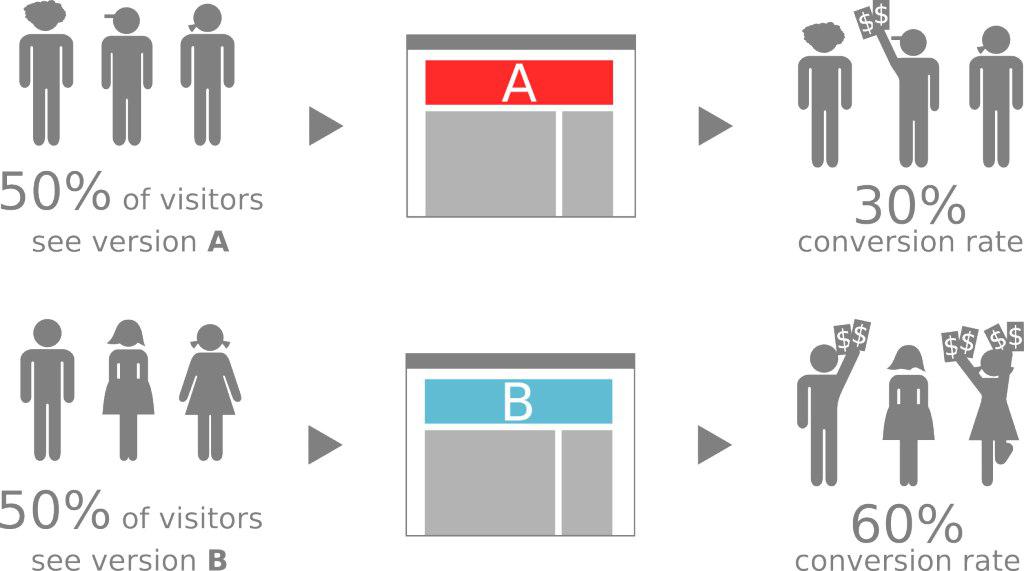 $ $
A
50% of visitors
see version A
30%
conversion rate
$ $ $ $ $ $
B
50% of visitors
see version B
60%
conversion rate